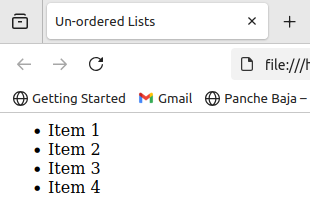 Un-ordered Lists
file:///h
Getting Started Gmail Panche Baja –
Item 1
Item 2
Item 3
Item 4